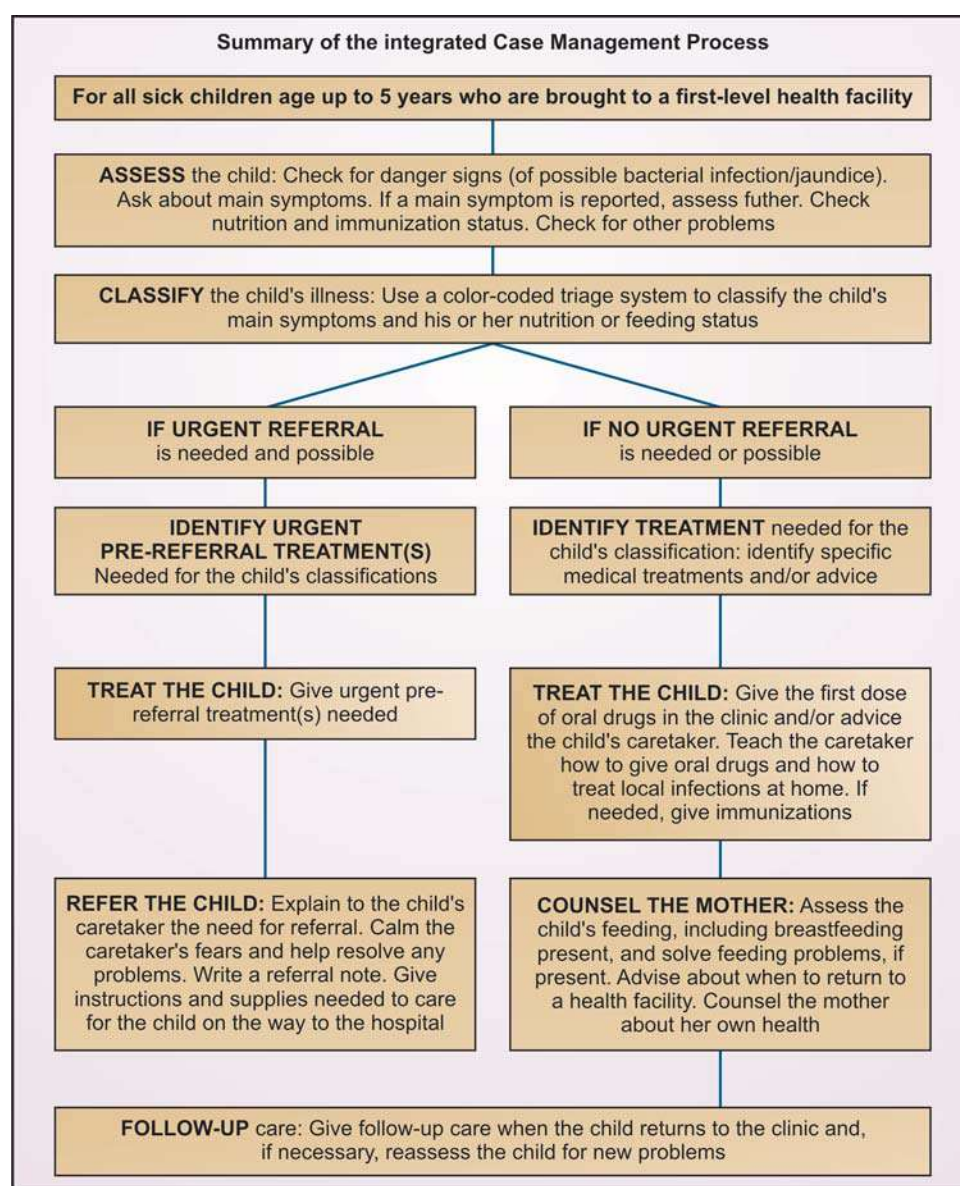 Summary of the integrated Case Management Process
For all sick children age up to 5 years who are brought to a first-level health facility
ASSESS the child: Check for danger signs (of possible bacterial infection/jaundice).
Ask about main symptoms. If a main symptom is reported, assess futher. Check
nutrition and immunization status. Check for other problems
CLASSIFY the child's illness: Use a color-coded triage system to classify the child's
main symptoms and his or her nutrition or feeding status
IF URGENT REFERRAL
is needed and possible
IDENTIFY URGENT
PRE-REFERRAL TREATMENT(S)
Needed for the child's classifications
TREAT THE CHILD: Give urgent pre-
referral treatment(s) needed
REFER THE CHILD: Explain to the child's
caretaker the need for referral. Calm the
caretaker's fears and help resolve any
problems. Write a referral note. Give
instructions and supplies needed to care
for the child on the way to the hospital
IF NO URGENT REFERRAL
is needed or possible
IDENTIFY TREATMENT needed for the
child's classification: identify specific
medical treatments and/or advice
TREAT THE CHILD: Give the first dose
of oral drugs in the clinic and/or advice
the child's caretaker. Teach the caretaker
how to give oral drugs and how to
treat local infections at home. If
needed, give immunizations
COUNSEL THE MOTHER: Assess the
child's feeding, including breastfeeding
present, and solve feeding problems, if
present. Advise about when to return to
a health facility. Counsel the mother
about her own health
FOLLOW-UP care: Give follow-up care when the child returns to the clinic and,
if necessary, reassess the child for new problems